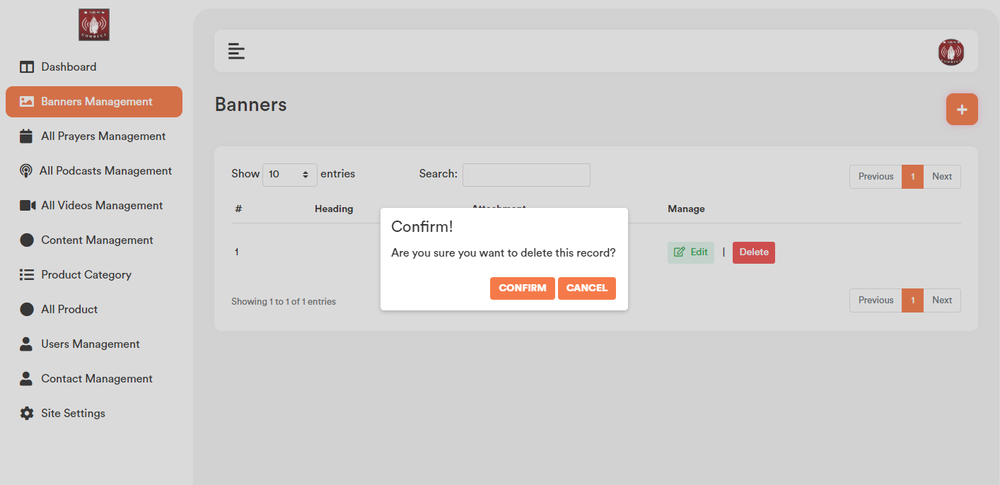 CONNECT
Dashboard
Banners Management
All Prayers Management
All Podcasts Management
All Videos Management
Content Management
Product Category
All Product
Users Management
Contact Management
Site Settings
Banners
+
Show 10 entries Search:
Previous 1 Next
# Heading Attachment Manage
1 Edit | Delete
Showing 1 to 1 of 1 entries
Previous 1 Next
Confirm!
Are you sure you want to delete this record?
CONFIRM CANCEL